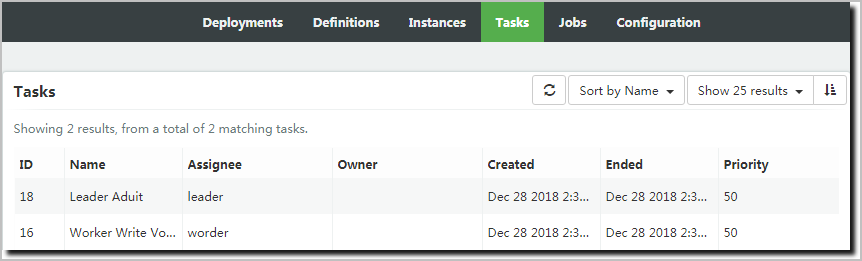 Deployments Definitions Instances Tasks Jobs Configuration
Tasks Sort by Name Show 25 results
Showing 2 results, from a total of 2 matching tasks.
ID Name Assignee Owner Created Ended Priority
18 Leader Aduit leader Dec 28 2018 2:3... Dec 28 2018 2:3... 50
16 Worker Write Vo... worder Dec 28 2018 2:3... Dec 28 2018 2:3... 50